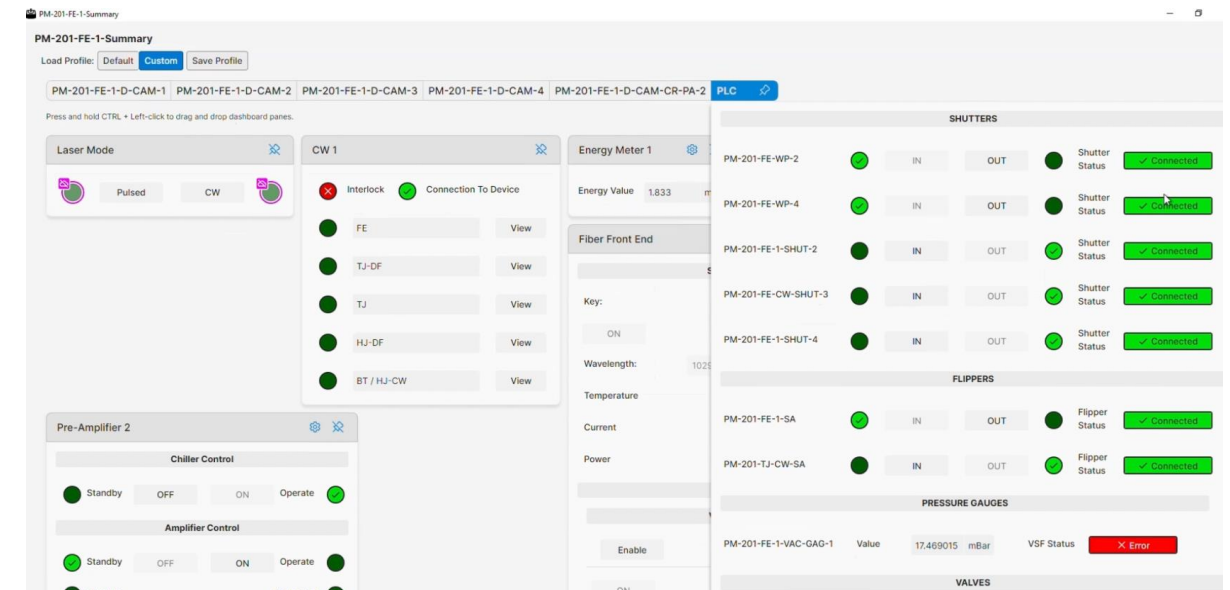 PM-201-FE-1-Summary
PM-201-FE-1-Summary
Load Profile: Default Custom Save Profile
PM-201-FE-1-D-CAM-1 PM-201-FE-1-D-CAM-2 PM-201-FE-1-D-CAM-3 PM-201-FE-1-D-CAM-4 PM-201-FE-1-D-CAM-CR-PA-2 PLC
Press and hold CTRL + Left-click to drag and drop dashboard panes.
Laser Mode
Pulsed CW
CW 1
Interlock Connection To Device
FE View
TJ-DF View
TJ View
HJ-DF View
BT / HJ-CW View
Pre-Amplifier 2
Chiller Control
Standby OFF ON Operate
Amplifier Control
Standby OFF ON Operate
Energy Meter 1
Energy Value 1.833
Fiber Front End
Key:
ON
Wavelength: 1029
Temperature
Current
Power
Enable
SHUTTERS
PM-201-FE-WP-2 IN OUT Shutter Status Connected
PM-201-FE-WP-4 IN OUT Shutter Status Connected
PM-201-FE-1-SHUT-2 IN OUT Shutter Status Connected
PM-201-FE-CW-SHUT-3 IN OUT Shutter Status Connected
PM-201-FE-1-SHUT-4 IN OUT Shutter Status Connected
FLIPPERS
PM-201-FE-1-SA IN OUT Flipper Status Connected
PM-201-TJ-CW-SA IN OUT Flipper Status Connected
PRESSURE GAUGES
PM-201-FE-1-VAC-GAG-1 Value 17.469015 mBar VSF Status Error
VALVES